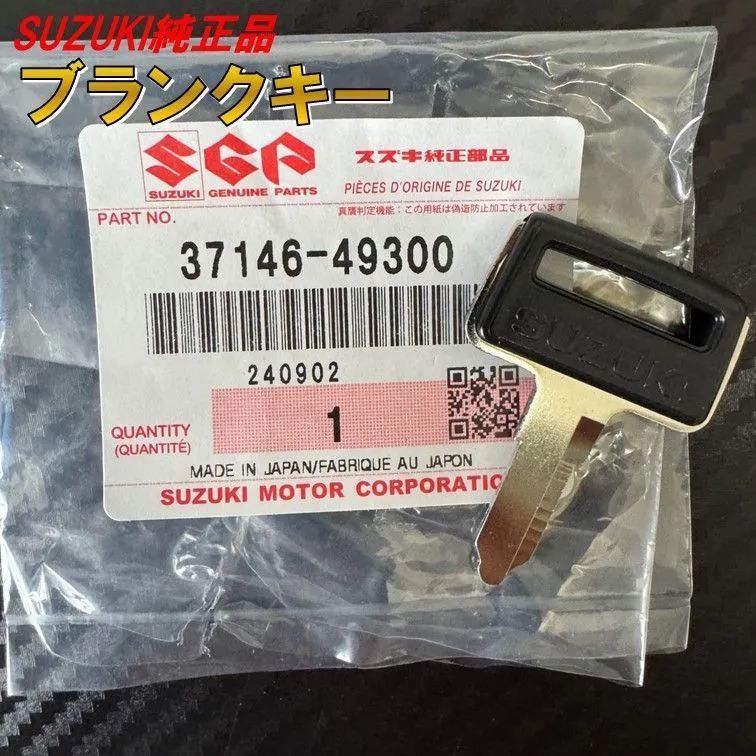 SUZUKI純正品
ブランクキー
SGP
SUZUKI GENUINE PARTS
スズキ純正部品
PIÈCES D'ORIGINE DE SUZUKI
真贋判定機能：この用紙は偽造防止加工されています
PART NO.
37146-49300
240902
QUANTITY
(QUANTITÉ)
1
MADE IN JAPAN/FABRIQUE AU JAPON
SUZUKI MOTOR CORPORATION
SUZUKI